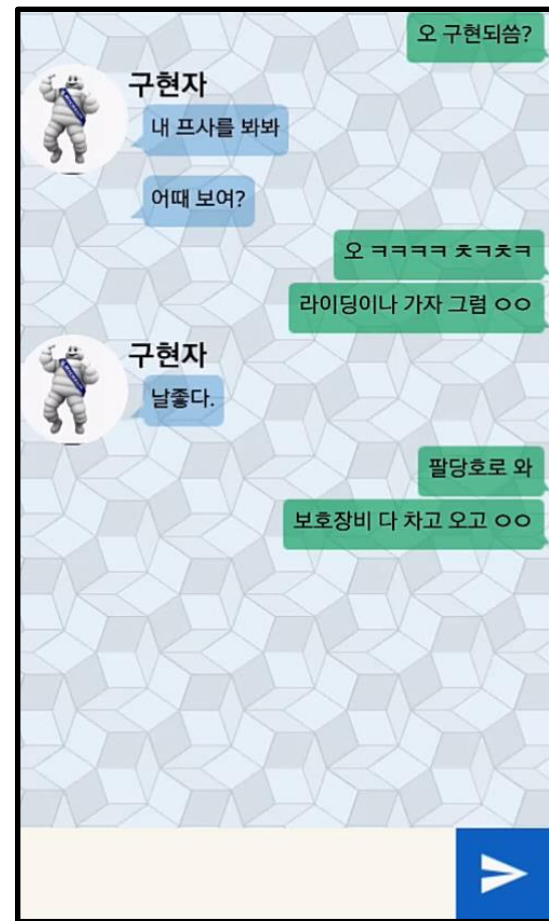 오 구현되씀?
구현자
내 프사를 봐봐
어때 보여?
오 ㅋㅋㅋㅋ ㅊㅋㅊㅋ
라이딩이나 가자 그럼 ㅇㅇ
구현자
날좋다.
팔당호로 와
보호장비 다 차고 오고 ㅇㅇ